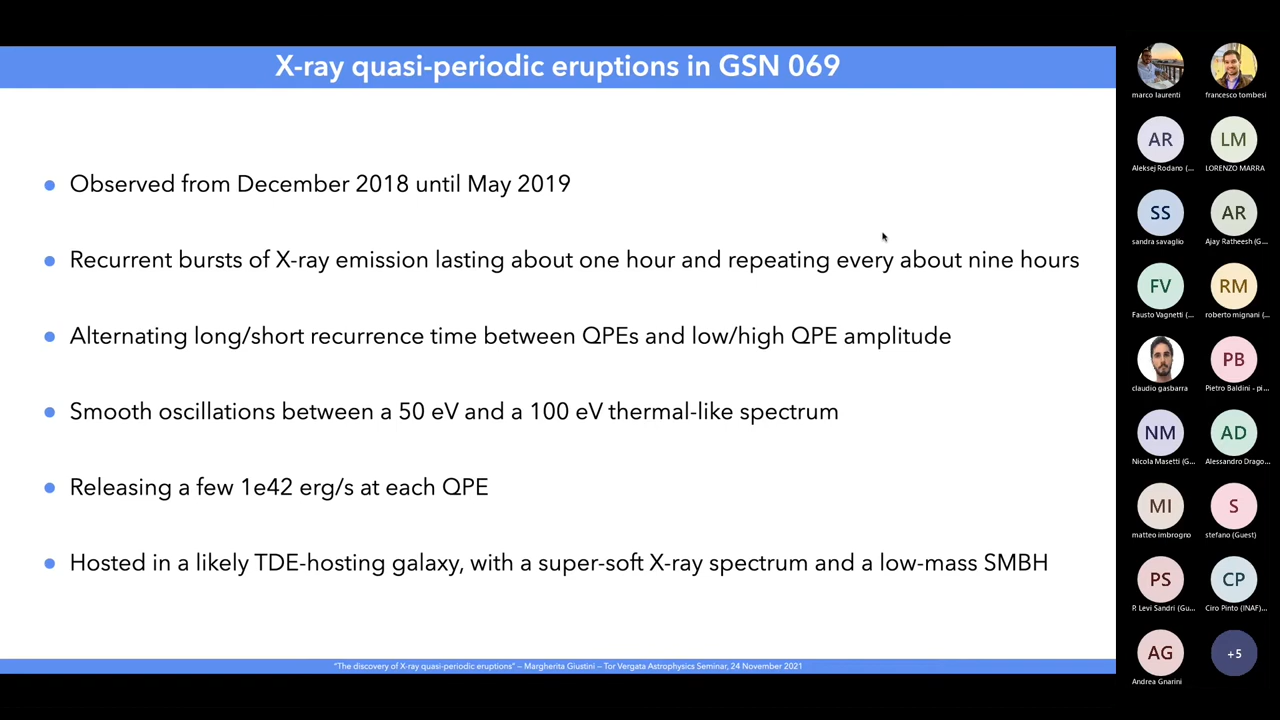 X-ray quasi-periodic eruptions in GSN 069
Observed from December 2018 until May 2019
Recurrent bursts of X-ray emission lasting about one hour and repeating every about nine hours
Alternating long/short recurrence time between QPEs and low/high QPE amplitude
Smooth oscillations between a 50 eV and a 100 eV thermal-like spectrum
Releasing a few 1e42 erg/s at each QPE
Hosted in a likely TDE-hosting galaxy, with a super-soft X-ray spectrum and a low-mass SMBH
“The discovery of X-ray quasi-periodic eruptions” – Margherita Giustini – Tor Vergata Astrophysics Seminar, 24 November 2021
marco laurenti
francesco tombesi
AR
LM
Aleksej Rodano (...
LORENZO MARRA
SS
AR
sandra savaglio
Ajay Ratheesh (G...
FV
RM
Fausto Vagnetti (...
roberto mignani (...
PB
claudio gasbarra
Pietro Baldini - pi...
NM
AD
Nicola Masetti (G...
Alessandro Drago...
MI
S
matteo imbrogno
stefano (Guest)
PS
CP
P. Levi Sandri (Gu...
Ciro Pinto (INAF)...
AG
+5
Andrea Gnarini